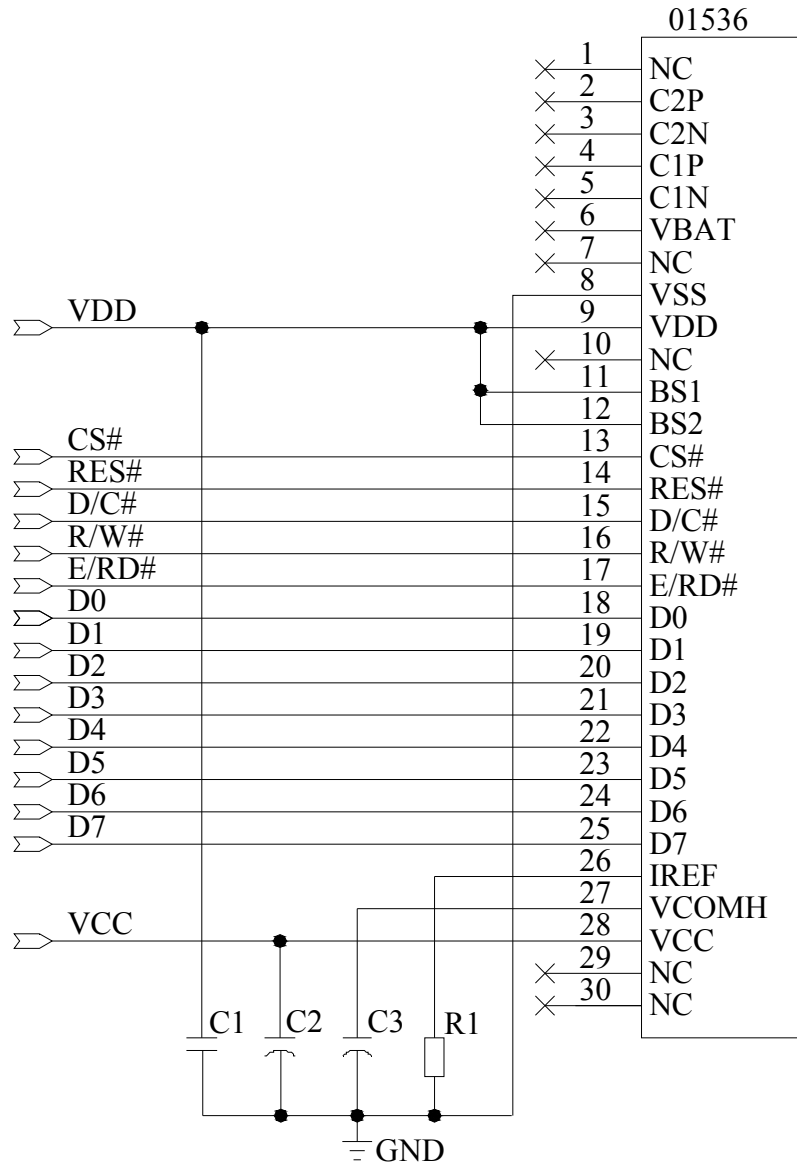 01536
1 NC
2 C2P
3 C2N
4 C1P
5 C1N
6 VBAT
7 NC
8 VSS
VDD 9 VDD
10 NC
11 BS1
12 BS2
CS# 13 CS#
RES# 14 RES#
D/C# 15 D/C#
R/W# 16 R/W#
E/RD# 17 E/RD#
D0 18 D0
D1 19 D1
D2 20 D2
D3 21 D3
D4 22 D4
D5 23 D5
D6 24 D6
D7 25 D7
26 IREF
27 VCOMH
VCC 28 VCC
29 NC
30 NC
C1 C2 C3 R1
GND